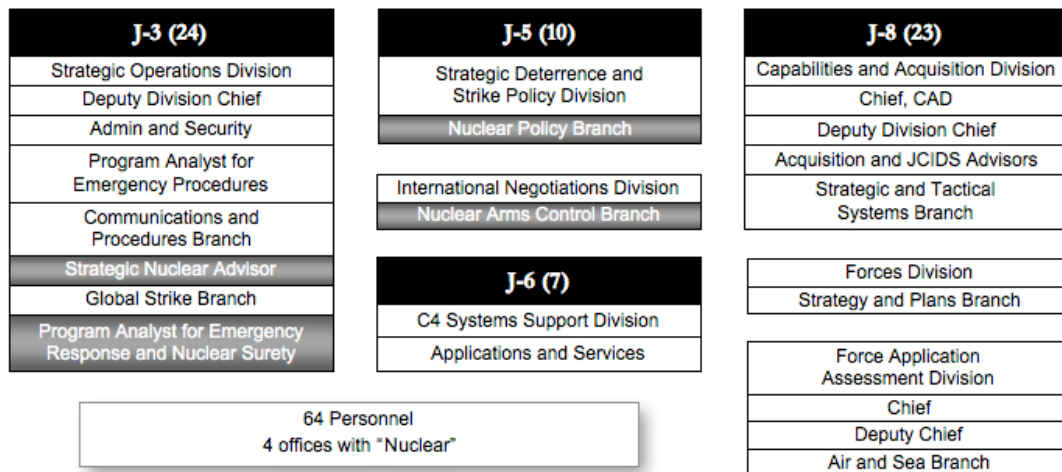 J-3 (24)
Strategic Operations Division
Deputy Division Chief
Admin and Security
Program Analyst for
Emergency Procedures
Communications and
Procedures Branch
Strategic Nuclear Advisor
Global Strike Branch
Program Analyst for Emergency
Response and Nuclear Surety
J-5 (10)
Strategic Deterrence and
Strike Policy Division
Nuclear Policy Branch
International Negotiations Division
Nuclear Arms Control Branch
J-6 (7)
C4 Systems Support Division
Applications and Services
J-8 (23)
Capabilities and Acquisition Division
Chief, CAD
Deputy Division Chief
Acquisition and JCIDS Advisors
Strategic and Tactical
Systems Branch
Forces Division
Strategy and Plans Branch
Force Application
Assessment Division
Chief
Deputy Chief
Air and Sea Branch
64 Personnel
4 offices with “Nuclear”